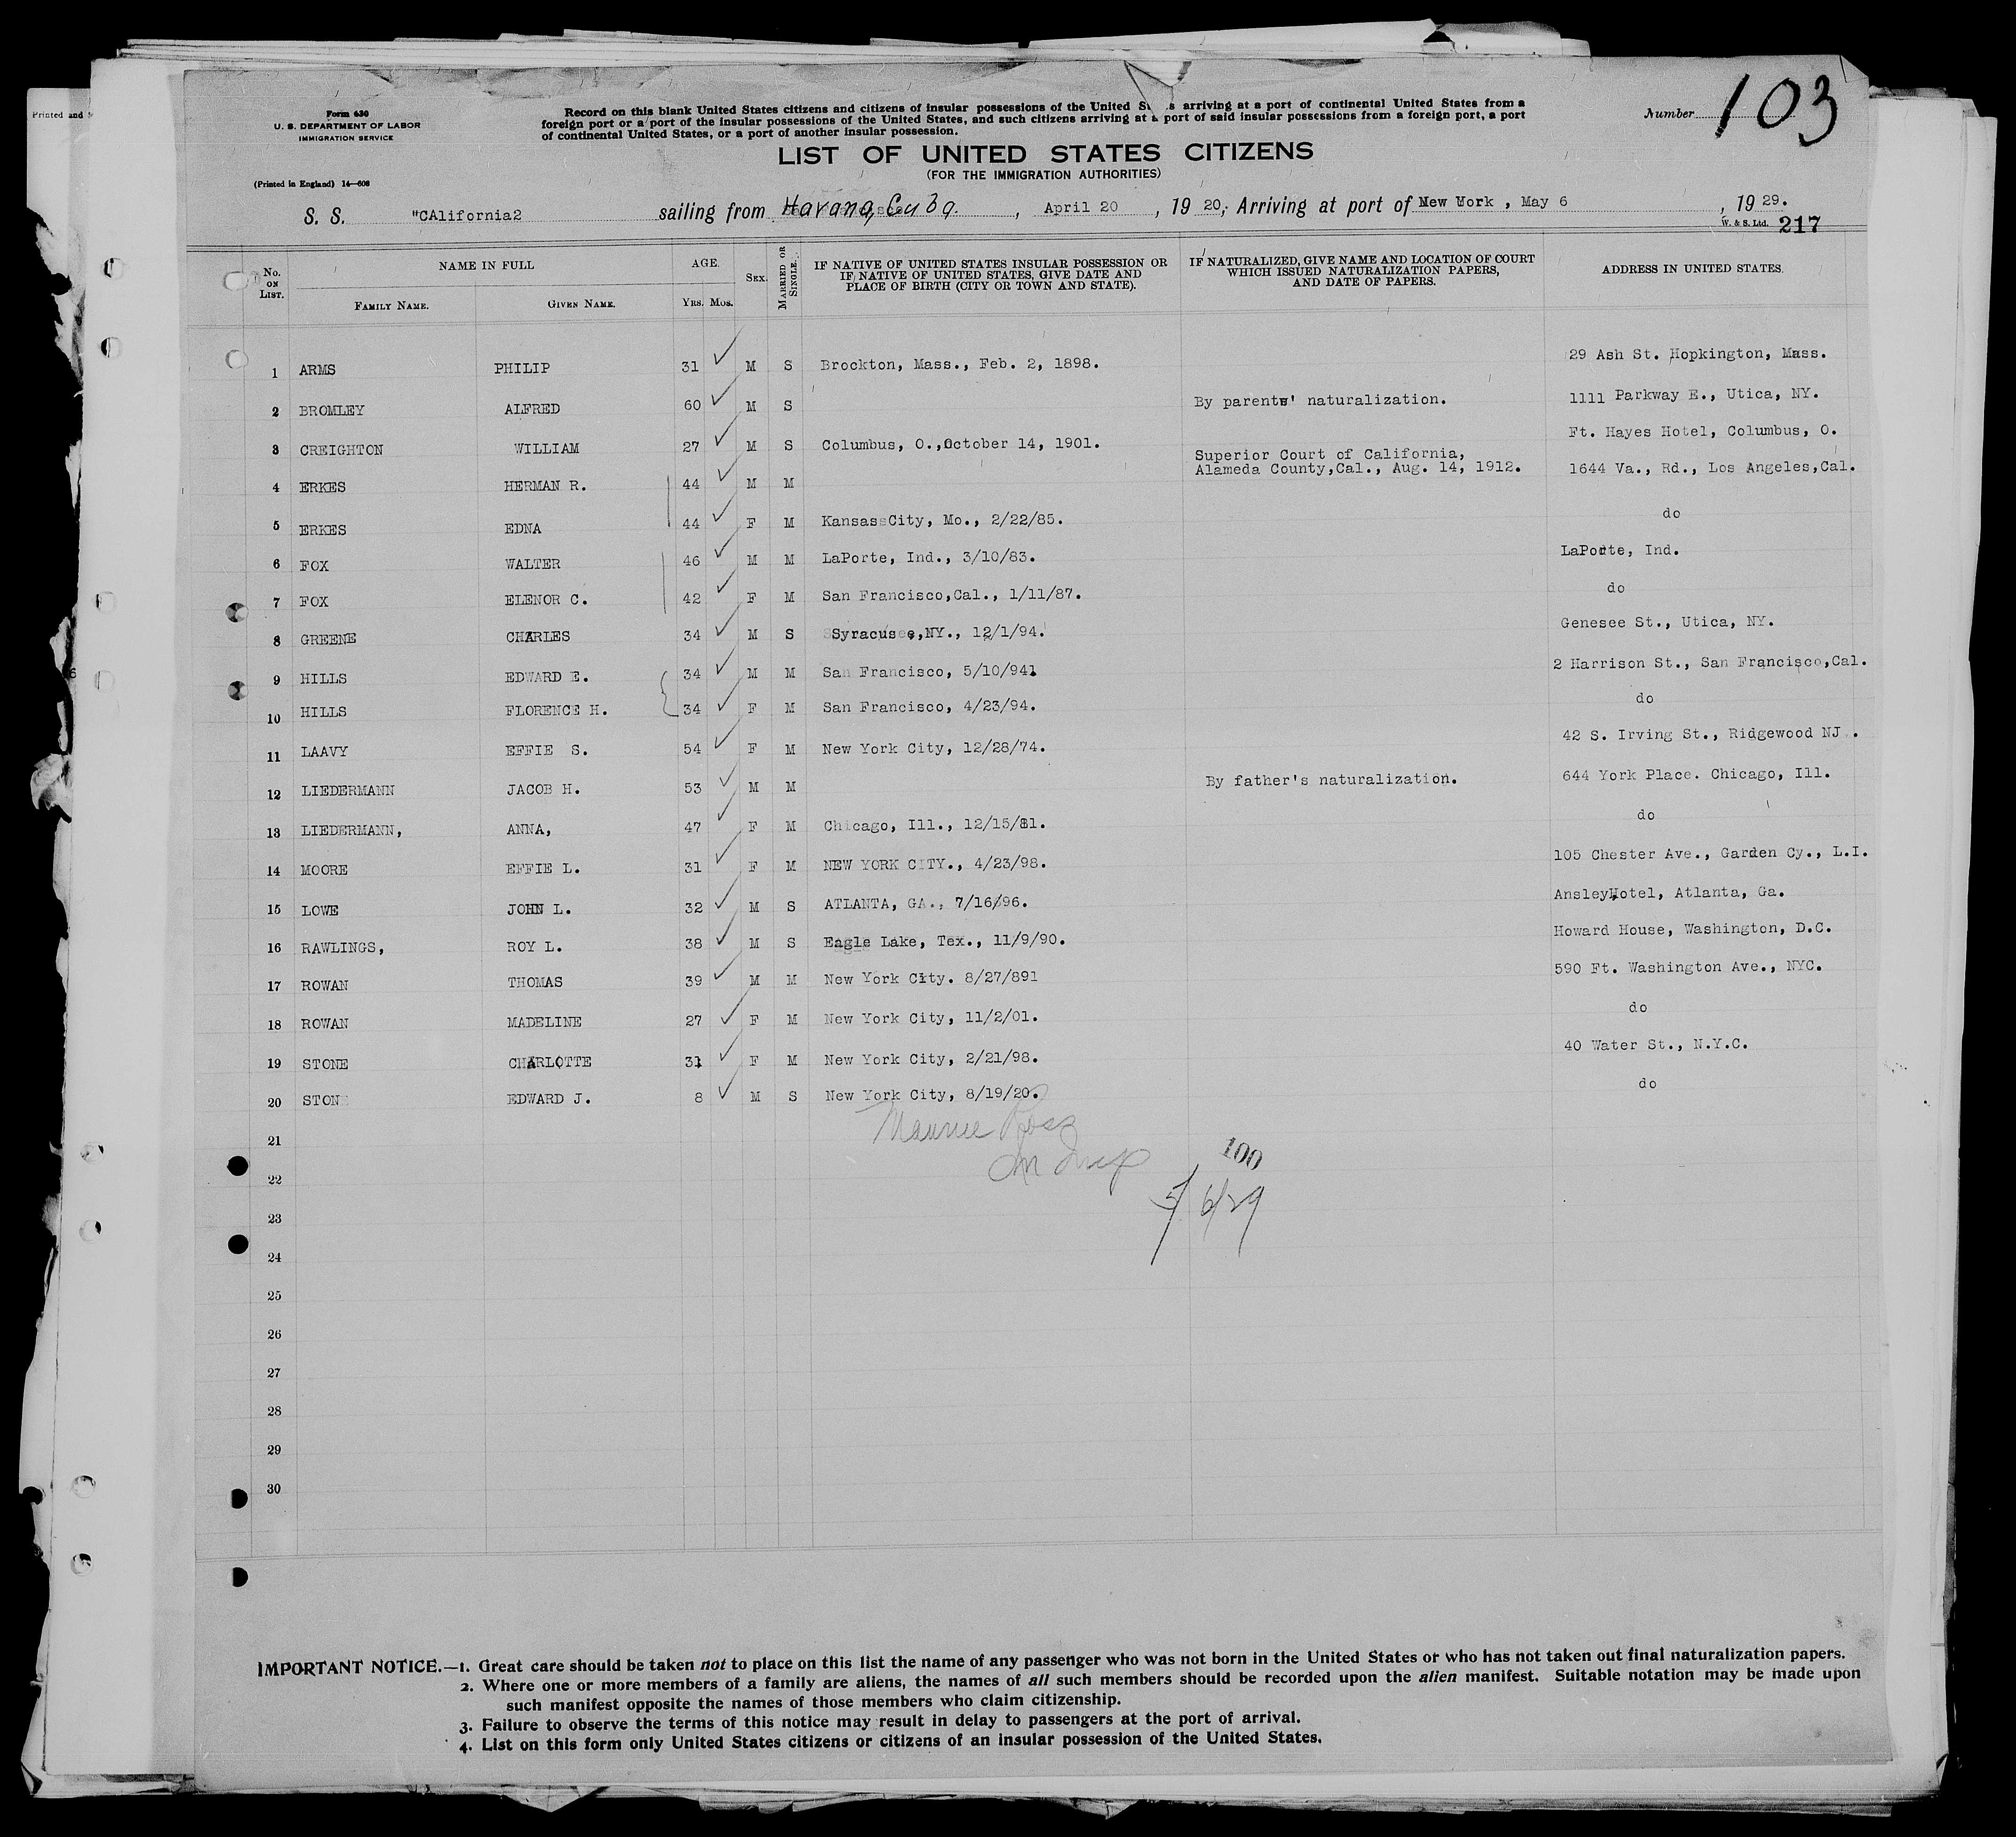 Printed and
Form 630
U. S. DEPARTMENT OF LABOR
IMMIGRATION SERVICE
(Printed in England) 14—608
Record on this blank United States citizens and citizens of insular possessions of the United arriving at a port of continental United States from a
foreign port or a port of the insular possessions of the United States, and such citizens arriving at a port of said insular possessions from a foreign port, a port
of continental United States, or a port of another insular possession.
Number 103
LIST OF UNITED STATES CITIZENS
(FOR THE IMMIGRATION AUTHORITIES)
S. S. "CAlifornia2 sailing from Havana, Cuba. , April 20 , 19 20; Arriving at port of New York , May 6 , 19 29.
W. & S. Ltd. 217
No. ON LIST. NAME IN FULL AGE. SEX. MARRIED OR SINGLE. IF NATIVE OF UNITED STATES INSULAR POSSESSION OR IF NATIVE OF UNITED STATES, GIVE DATE AND PLACE OF BIRTH (CITY OR TOWN AND STATE). IF NATURALIZED, GIVE NAME AND LOCATION OF COURT WHICH ISSUED NATURALIZATION PAPERS, AND DATE OF PAPERS. ADDRESS IN UNITED STATES.
FAMILY NAME. GIVEN NAME. YRS. MOS.
1 ARMS PHILIP 31 ✓ M S Brockton, Mass., Feb. 2, 1898. 29 Ash St. Hopkington, Mass.
2 BROMLEY ALFRED 60 ✓ M S By parents' naturalization. 1111 Parkway E., Utica, NY.
3 CREIGHTON WILLIAM 27 ✓ M S Columbus, O.,October 14, 1901. Ft. Hayes Hotel, Columbus, O.
4 ERKES HERMAN R. 44 ✓ M M Superior Court of California, Alameda County,Cal., Aug. 14, 1912. 1644 Va., Rd., Los Angeles,Cal.
5 ERKES EDNA 44 ✓ F M Kansas City, Mo., 2/22/85. do
6 FOX WALTER 46 ✓ M M LaPorte, Ind., 3/10/83. LaPorte, Ind.
7 FOX ELENOR C. 42 ✓ F M San Francisco,Cal., 1/11/87. do
8 GREENE CHARLES 34 ✓ M S Syracuse,NY., 12/1/94. Genesee St., Utica, NY.
9 HILLS EDWARD E. 34 ✓ M M San Francisco, 5/10/941 2 Harrison St., San Francisco,Cal.
10 HILLS FLORENCE H. 34 ✓ F M San Francisco, 4/23/94. do
11 LAAVY EFFIE S. 54 ✓ F M New York City, 12/28/74. 42 S. Irving St., Ridgewood NJ .
12 LIEDERMANN JACOB H. 53 ✓ M M By father's naturalization. 644 York Place. Chicago, Ill.
13 LIEDERMANN, ANNA, 47 ✓ F M Chicago, Ill., 12/15/81. do
14 MOORE EFFIE L. 31 ✓ F M NEW YORK CITY., 4/23/98. 105 Chester Ave., Garden Cy., L.I.
15 LOWE JOHN L. 32 ✓ M S ATLANTA, GA., 7/16/96. Ansley Hotel, Atlanta, Ga.
16 RAWLINGS, ROY L. 38 ✓ M S Eagle Lake, Tex., 11/9/90. Howard House, Washington, D.C.
17 ROWAN THOMAS 39 ✓ M M New York City. 8/27/891 590 Ft. Washington Ave., NYC.
18 ROWAN MADELINE 27 ✓ F M New York City, 11/2/01. do
19 STONE CHARLOTTE 31 ✓ F M New York City, 2/21/98. 40 Water St., N.Y.C.
20 STONE EDWARD J. 8 ✓ M S New York City, 8/19/20. do
21
22 100
23 5/6/29
24
25
26
27
28
29
30
IMPORTANT NOTICE.—1. Great care should be taken not to place on this list the name of any passenger who was not born in the United States or who has not taken out final naturalization papers.
2. Where one or more members of a family are aliens, the names of all such members should be recorded upon the alien manifest. Suitable notation may be made upon
such manifest opposite the names of those members who claim citizenship.
3. Failure to observe the terms of this notice may result in delay to passengers at the port of arrival.
4. List on this form only United States citizens or citizens of an insular possession of the United States.